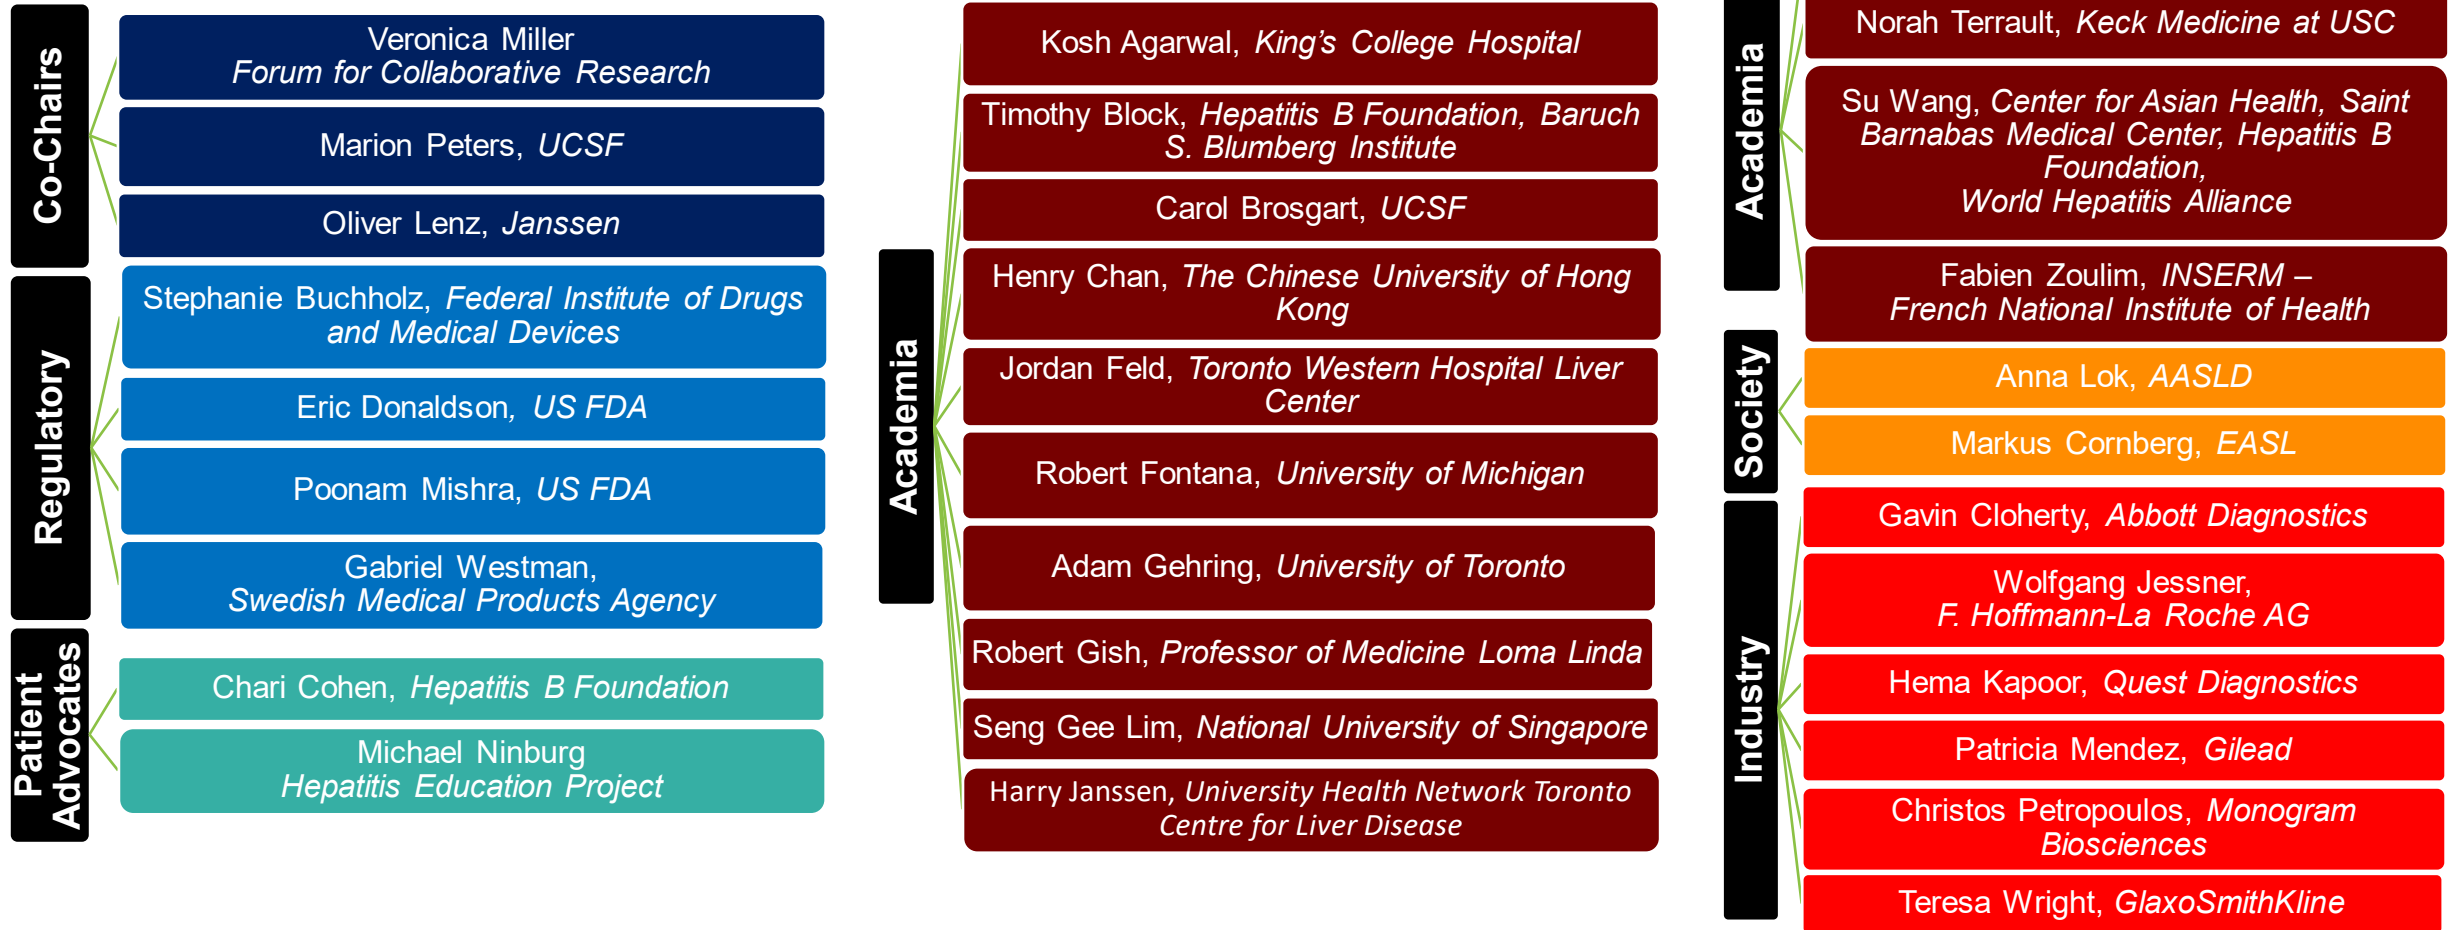 Co-Chairs
Veronica Miller
Forum for Collaborative Research
Marion Peters, UCSF
Oliver Lenz, Janssen
Regulatory
Stephanie Buchholz, Federal Institute of Drugs
and Medical Devices
Eric Donaldson, US FDA
Poonam Mishra, US FDA
Gabriel Westman,
Swedish Medical Products Agency
Patient
Advocates
Chari Cohen, Hepatitis B Foundation
Michael Ninburg
Hepatitis Education Project
Academia
Kosh Agarwal, King's College Hospital
Timothy Block, Hepatitis B Foundation, Baruch
S. Blumberg Institute
Carol Brosgart, UCSF
Henry Chan, The Chinese University of Hong
Kong
Jordan Feld, Toronto Western Hospital Liver
Center
Robert Fontana, University of Michigan
Adam Gehring, University of Toronto
Robert Gish, Professor of Medicine Loma Linda
Seng Gee Lim, National University of Singapore
Harry Janssen, University Health Network Toronto
Centre for Liver Disease
Academia
Norah Terrault, Keck Medicine at USC
Su Wang, Center for Asian Health, Saint
Barnabas Medical Center, Hepatitis B
Foundation,
World Hepatitis Alliance
Fabien Zoulim, INSERM –
French National Institute of Health
Society
Anna Lok, AASLD
Markus Cornberg, EASL
Industry
Gavin Cloherty, Abbott Diagnostics
Wolfgang Jessner,
F. Hoffmann-La Roche AG
Hema Kapoor, Quest Diagnostics
Patricia Mendez, Gilead
Christos Petropoulos, Monogram
Biosciences
Teresa Wright, GlaxoSmithKline